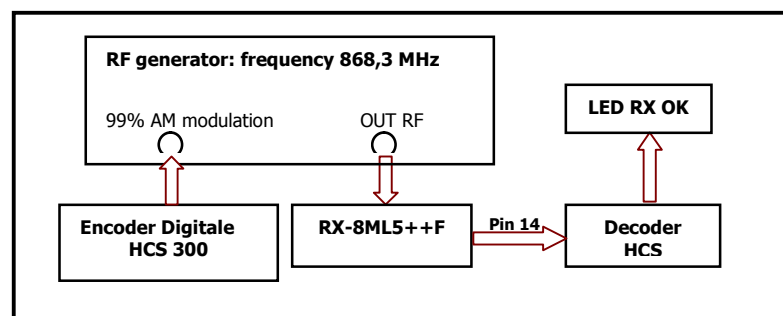 RF generator: frequency 868,3 MHz
99% AM modulation
OUT RF
LED RX OK
Encoder Digitale
HCS 300
RX-8ML5++F
Pin 14
Decoder
HCS